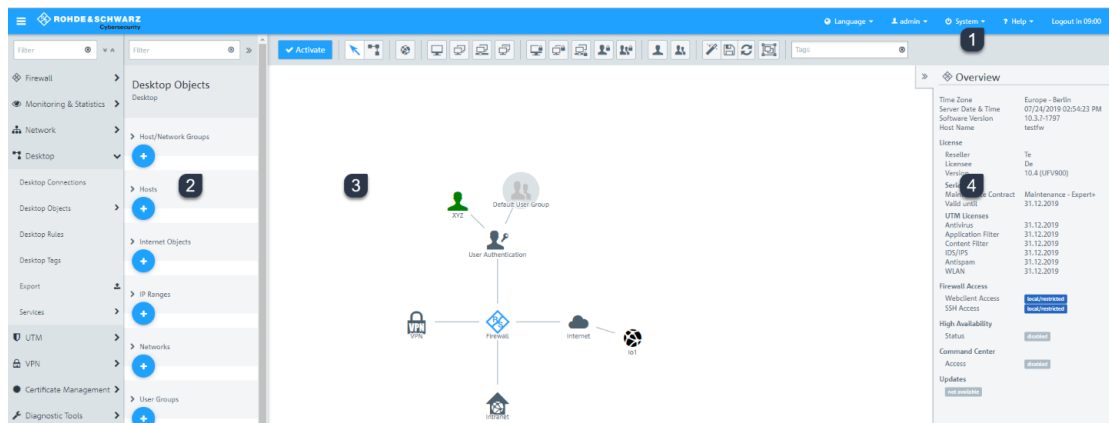 ROHDE & SCHWARZ
Cybersecurity
Language
admin
System
Help
Logout in 09:00
1
Filter
Filter
Activate
Tags
Firewall
Monitoring & Statistics
Network
Desktop
Desktop Connections
Desktop Objects
Desktop Rules
Desktop Tags
Export
Services
UTM
VPN
Certificate Management
Diagnostic Tools
Desktop Objects
Desktop
Host/Network Groups
Hosts
2
Internet Objects
IP Ranges
Networks
User Groups
3
XYZ
Default User Group
User Authentication
VPN
VPN
Firewall
Internet
Io1
Intranet
Overview
Time Zone Europe - Berlin
Server Date & Time 07/24/2019 02:54:23 PM
Software Version 10.3.?-1797
Host Name testfw
License
Reseller Te
Licensee De
Version 10.4 (UFV900)
4
Maintenance - Expert+
Valid until 31.12.2019
UTM Licenses
Antivirus 31.12.2019
Application Filter 31.12.2019
Content Filter 31.12.2019
IDS/IPS 31.12.2019
Antispam 31.12.2019
WLAN 31.12.2019
Firewall Access
Webclient Access local/restricted
SSH Access local/restricted
High Availability
Status disabled
Command Center
Access disabled
Updates
not available